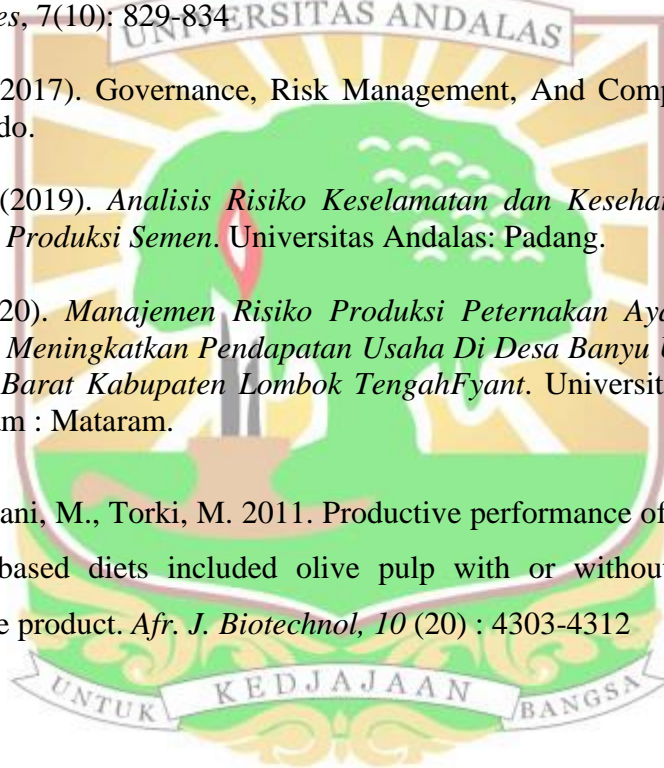 es, 7(10): 829-834
UNIVERSITAS ANDALAS
2017). Governance, Risk Management, And Comp
do.
(2019). Analisis Risiko Keselamatan dan Kesehat
Produksi Semen. Universitas Andalas: Padang.
20). Manajemen Risiko Produksi Peternakan Aya
Meningkatkan Pendapatan Usaha Di Desa Banyu U
Barat Kabupaten Lombok TengahFyant. Universit
um : Mataram.
ani, M., Torki, M. 2011. Productive performance of
based diets included olive pulp with or without
e product. Afr. J. Biotechnol, 10 (20) : 4303-4312
UNTUK KEDJAJAAN BANGSA